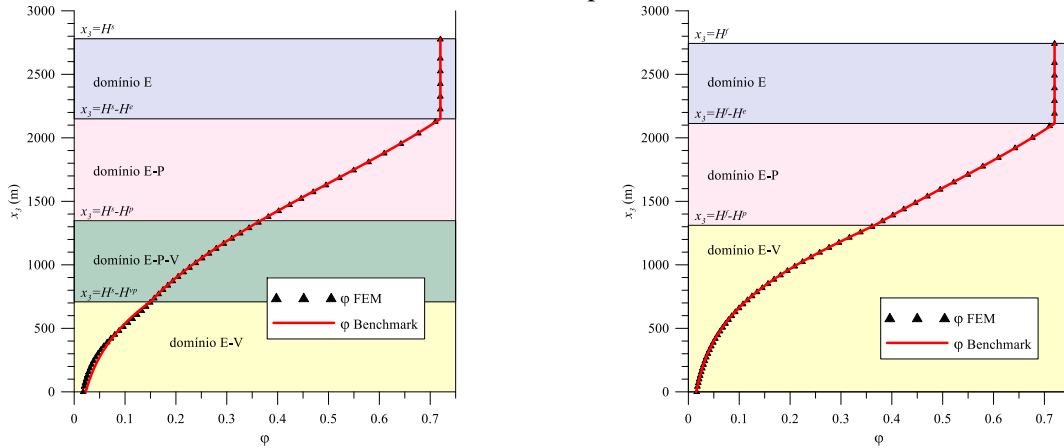 3000
x₃=Hˢ
domínio E
2500
x₃=Hˢ-Hᵉ
2000
domínio E-P
x₃ (m)
1500
x₃=Hˢ-Hᵖ
1000
domínio E-P-V
x₃=Hˢ-Hᵛᵖ
φ FEM
φ Benchmark
500
domínio E-V
0
0 0.1 0.2 0.3 0.4 0.5 0.6 0.7
φ
3000
x₃=Hᶠ
domínio E
2500
x₃=Hᶠ-Hᵉ
2000
domínio E-P
x₃ (m)
1500
x₃=Hᶠ-Hᵖ
domínio E-V
1000
φ FEM
φ Benchmark
500
0
0 0.1 0.2 0.3 0.4 0.5 0.6 0.7
φ